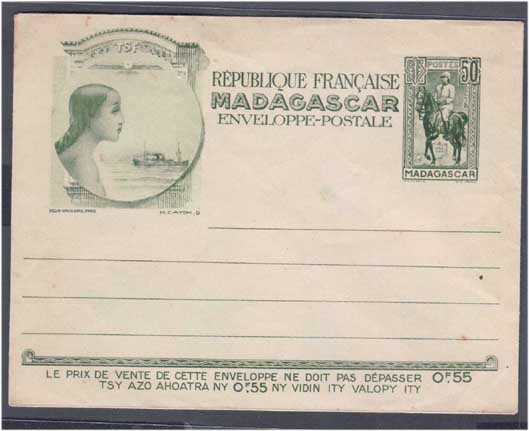 TSF
RÉPUBLIQUE FRANÇAISE
MADAGASCAR
ENVELOPPE-POSTALE
POSTES
50c
MADAGASCAR
H. CAYON. G
LE PRIX DE VENTE DE CETTE ENVELOPPE NE DOIT PAS DÉPASSER 0F.55
TSY AZO AHOATRA NY 0F.55 NY VIDIN ITY VALOPY ITY